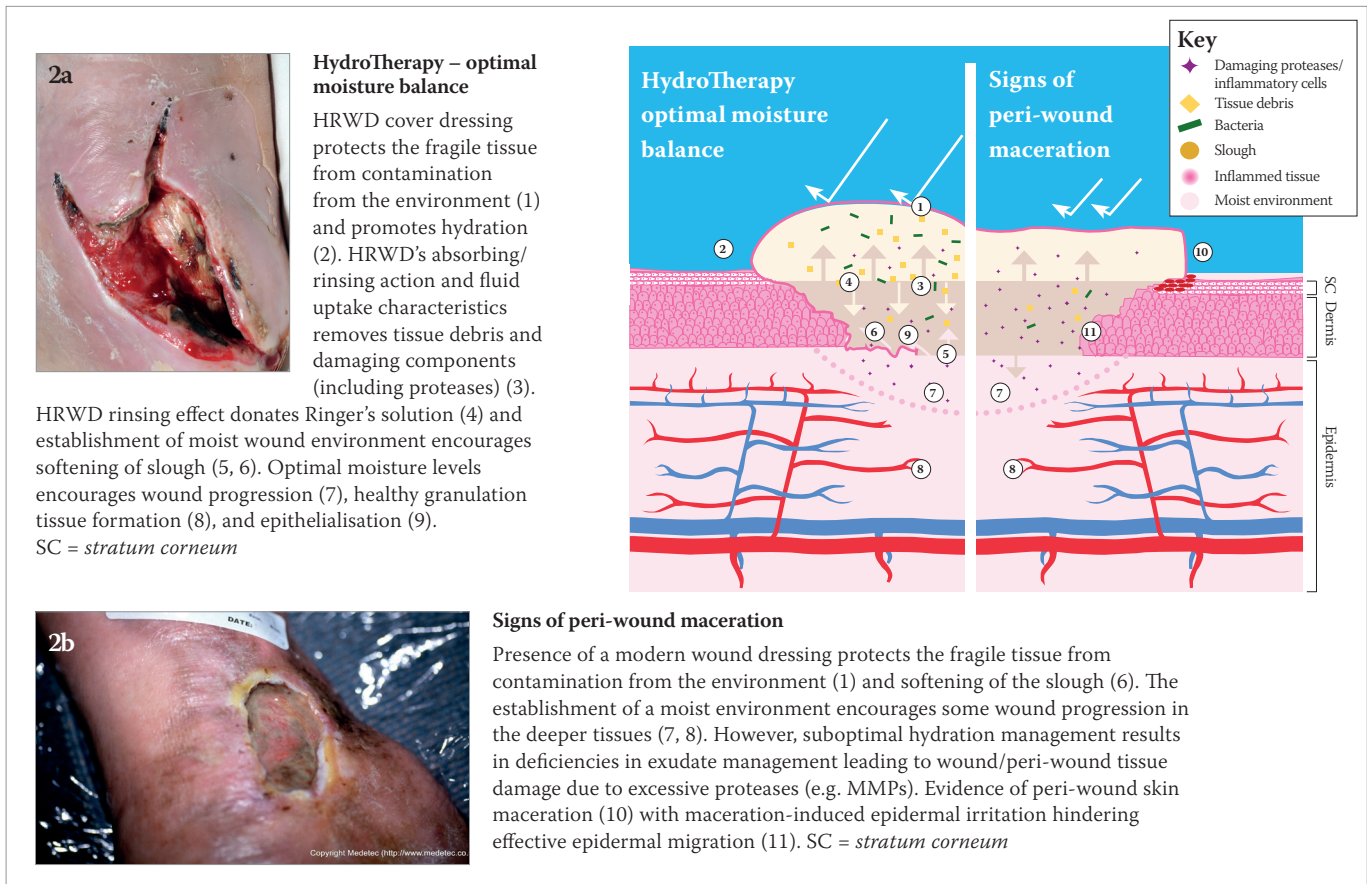 2a
HydroTherapy – optimal
moisture balance
HRWD cover dressing
protects the fragile tissue
from contamination
from the environment (1)
and promotes hydration
(2). HRWD's absorbing/
rinsing action and fluid
uptake characteristics
removes tissue debris and
damaging components
(including proteases) (3).
HRWD rinsing effect donates Ringer's solution (4) and
establishment of moist wound environment encourages
softening of slough (5, 6). Optimal moisture levels
encourages wound progression (7), healthy granulation
tissue formation (8), and epithelialisation (9).
SC = stratum corneum
HydroTherapy
optimal moisture
balance
1
2
3
4
5
6
7
8
9
Signs of
peri-wound
maceration
7
8
10
11
Key
Damaging proteases/
inflammatory cells
Tissue debris
Bacteria
Slough
Inflammed tissue
Moist environment
SC
Dermis
Epidermis
2b
DATE:
Copyright Medetec (http://www.medetec.co.
Signs of peri-wound maceration
Presence of a modern wound dressing protects the fragile tissue from
contamination from the environment (1) and softening of the slough (6). The
establishment of a moist environment encourages some wound progression in
the deeper tissues (7, 8). However, suboptimal hydration management results
in deficiencies in exudate management leading to wound/peri-wound tissue
damage due to excessive proteases (e.g. MMPs). Evidence of peri-wound skin
maceration (10) with maceration-induced epidermal irritation hindering
effective epidermal migration (11). SC = stratum corneum